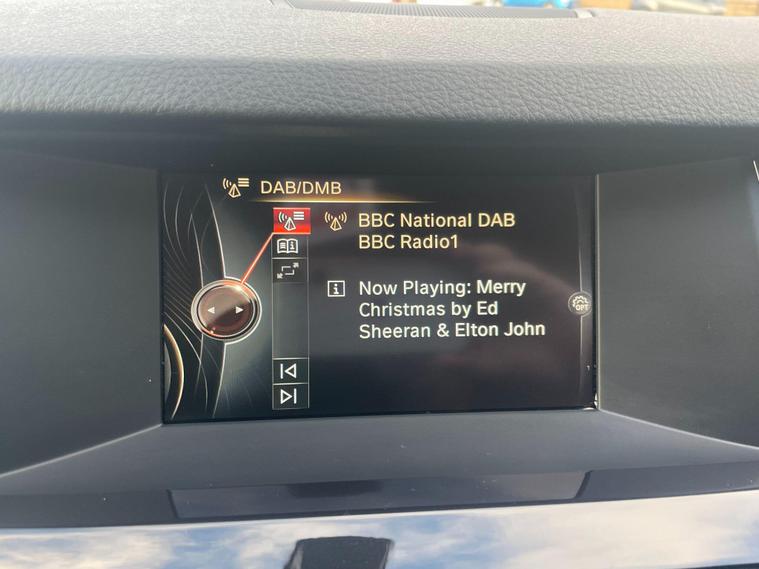 DAB/DMB
BBC National DAB
BBC Radio1
Now Playing: Merry
Christmas by Ed
Sheeran & Elton John
OPT